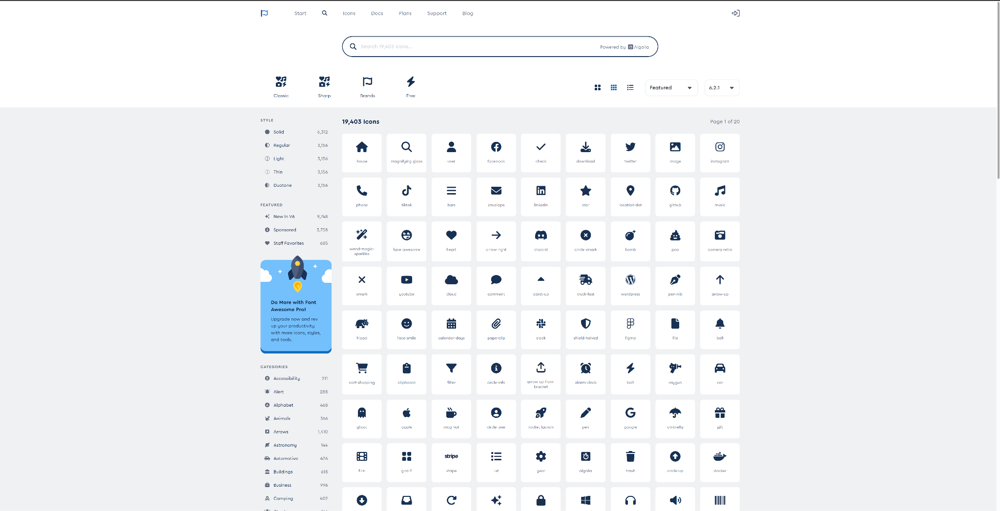 Start
Icons
Docs
Plans
Support
Blog
Search 19,403 icons...
Powered by Algolia
Classic
Sharp
Brands
Free
Featured
6.2.1
STYLE
Solid 6,312
Regular 3,156
Light 3,156
Thin 3,156
Duotone 3,156
FEATURED
New In V6 9,748
Sponsored 3,758
Staff Favorites 685
Do More with Font
Awesome Pro!
Upgrade now and rev
up your productivity
with more icons, styles,
and tools.
CATEGORIES
Accessibility 211
Alert 288
Alphabet 468
Animals 366
Arrows 1,410
Astronomy 144
Automotive 426
Buildings 618
Business 996
Camping 402
19,403 Icons
Page 1 of 20
house
magnifying-glass
user
facebook
check
download
twitter
image
instagram
phone
tiktok
bars
envelope
linkedin
star
location-dot
github
music
wand-magic-
sparkles
face-awesome
heart
arrow-right
discord
circle-xmark
bomb
poo
camera-retro
xmark
youtube
cloud
comment
caret-up
truck-fast
wordpress
pen-nib
arrow-up
hippo
face-smile
calendar-days
paperclip
slack
shield-halved
figma
file
bell
cart-shopping
clipboard
filter
circle-info
arrow-up-from-
bracket
alarm-clock
bolt
raygun
car
ghost
apple
mug-hot
circle-user
rocket-launch
pen
google
umbrella
gift
film
grid-2
stripe
stripe
list
gear
algolia
trash
circle-up
docker